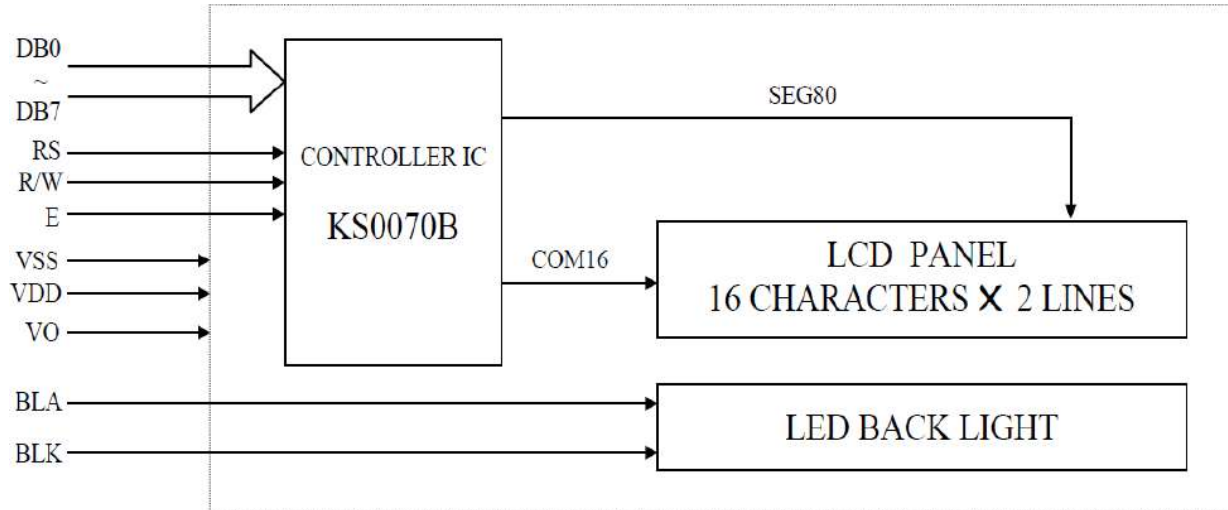 DB0
~
DB7
RS
R/W
E
VSS
VDD
VO
BLA
BLK
CONTROLLER IC
KS0070B
SEG80
COM16
LCD PANEL
16 CHARACTERS X 2 LINES
LED BACK LIGHT